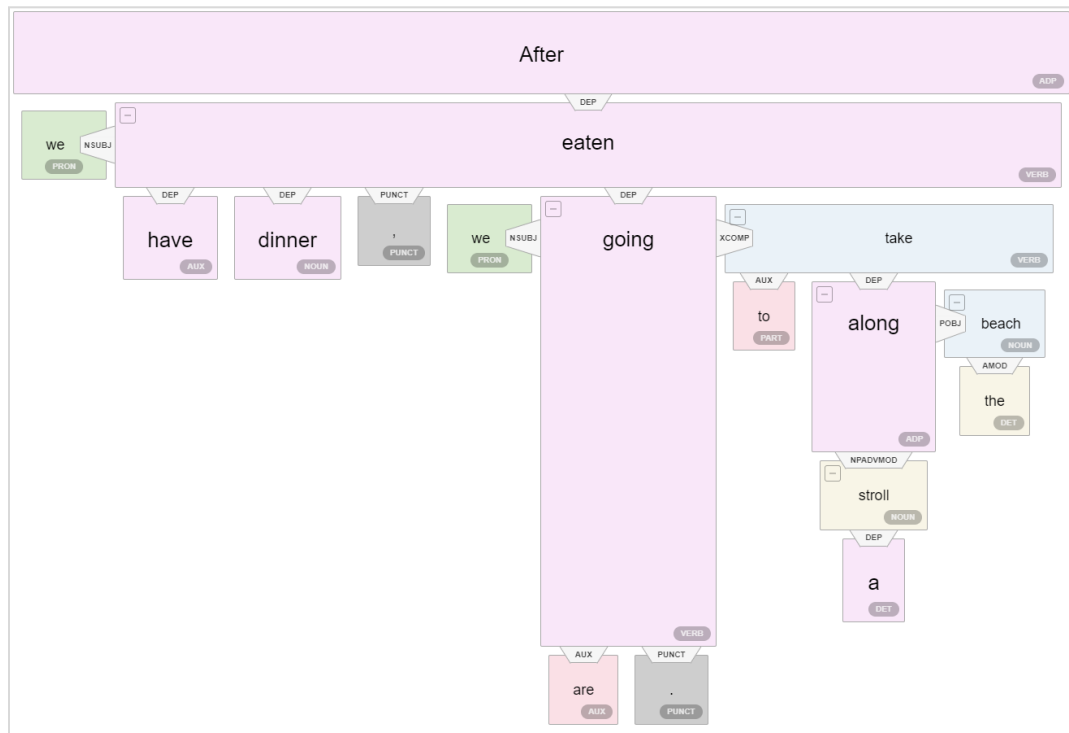 After
ADP
DEP
we
PRON
NSUBJ
eaten
VERB
DEP
DEP
PUNCT
DEP
have
AUX
dinner
NOUN
,
PUNCT
we
PRON
NSUBJ
going
VERB
XCOMP
take
VERB
AUX
DEP
to
PART
along
ADP
POBJ
beach
NOUN
AMOD
the
DET
NPADVMOD
stroll
NOUN
DEP
a
DET
AUX
PUNCT
are
AUX
.
PUNCT